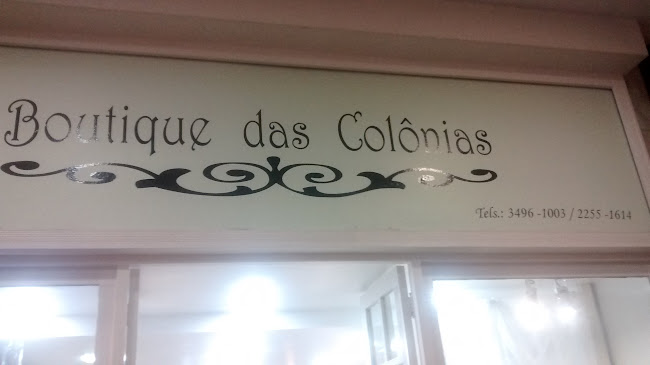 Boutique das Colônias
Tels.: 3496 -1003 / 2255 -1614